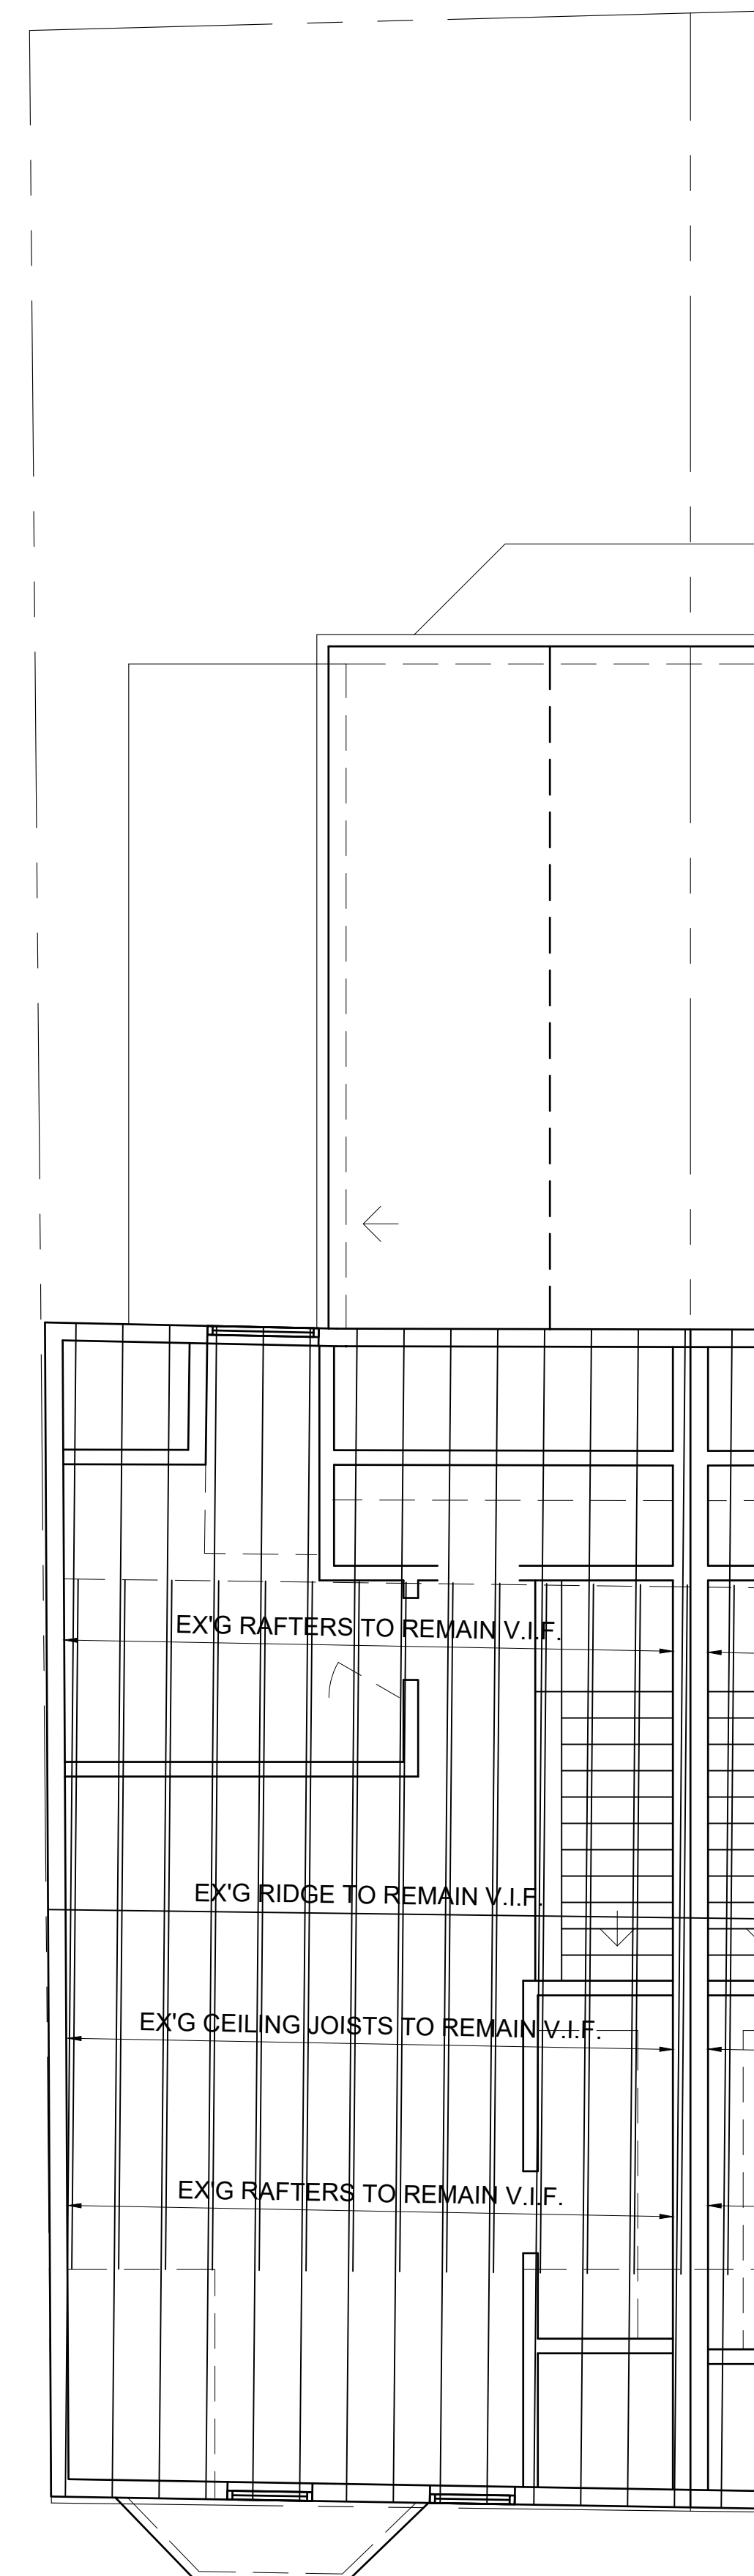 EX'G RAFTERS TO REMAIN V.I.F.
EX'G RIDGE TO REMAIN V.I.F.
EX'G CEILING JOISTS TO REMAIN V.I.F.
EX'G RAFTERS TO REMAIN V.I.F.